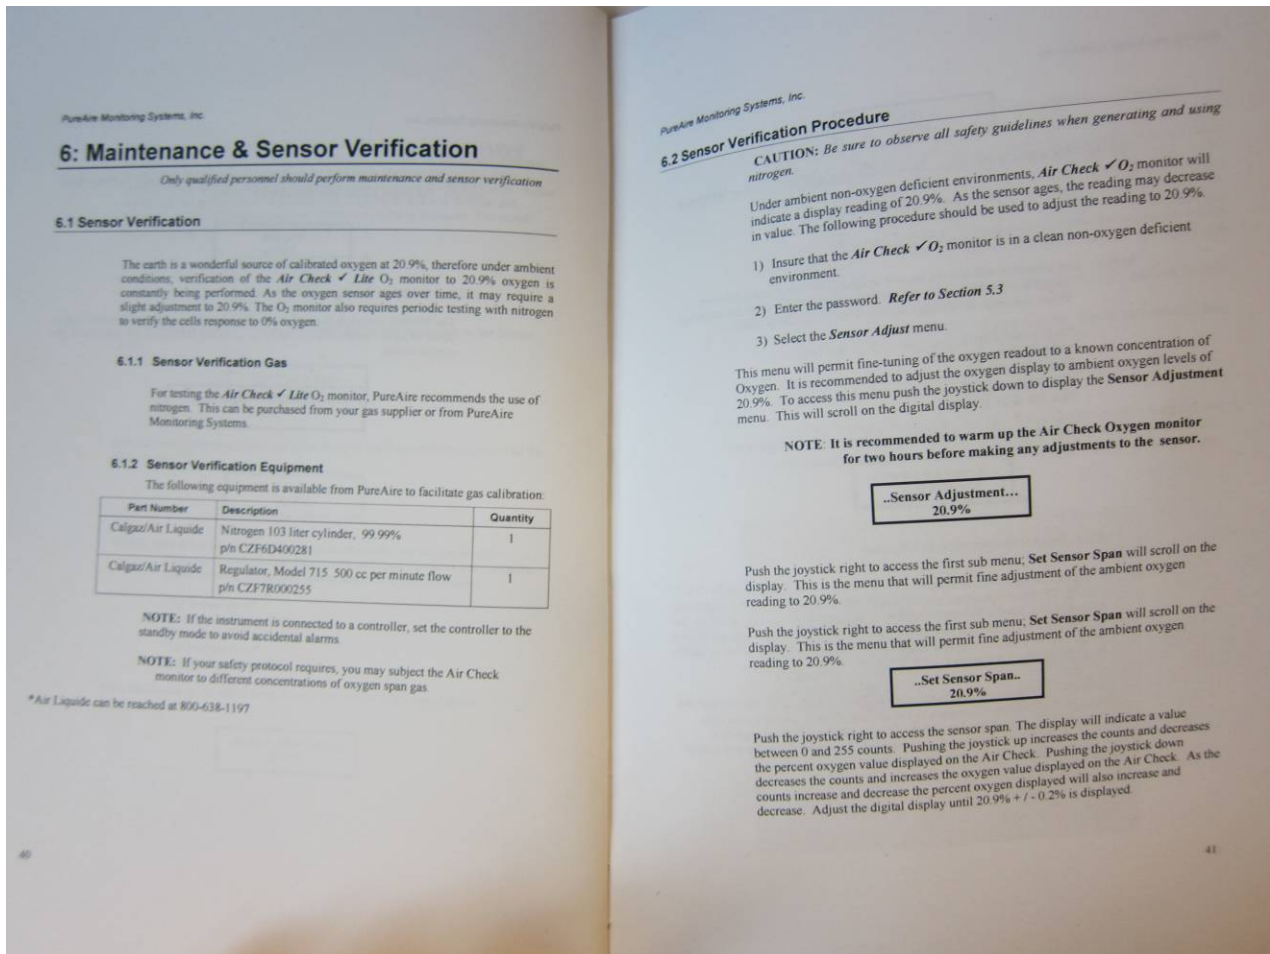 PureAire Monitoring Systems, Inc.
6: Maintenance & Sensor Verification
Only qualified personnel should perform maintenance and sensor verification
6.1 Sensor Verification
The earth is a wonderful source of calibrated oxygen at 20.9%, therefore under ambient
conditions, verification of the Air Check ✓ Lite O₂ monitor to 20.9% oxygen is
constantly being performed. As the oxygen sensor ages over time, it may require a
slight adjustment to 20.9%. The O₂ monitor also requires periodic testing with nitrogen
to verify the cells response to 0% oxygen.
6.1.1 Sensor Verification Gas
For testing the Air Check ✓ Lite O₂ monitor, PureAire recommends the use of
nitrogen. This can be purchased from your gas supplier or from PureAire
Monitoring Systems.
6.1.2 Sensor Verification Equipment
The following equipment is available from PureAire to facilitate gas calibration:
Part Number Description Quantity
Calgaz/Air Liquide Nitrogen 103 liter cylinder, 99.99% 1
p/n CZF6D400281
Calgaz/Air Liquide Regulator, Model 715 500 cc per minute flow 1
p/n CZF7R000255
NOTE: If the instrument is connected to a controller, set the controller to the
standby mode to avoid accidental alarms.
NOTE: If your safety protocol requires, you may subject the Air Check
monitor to different concentrations of oxygen span gas.
*Air Liquide can be reached at 800-638-1197
40
PureAire Monitoring Systems, Inc.
6.2 Sensor Verification Procedure
CAUTION: Be sure to observe all safety guidelines when generating and using
nitrogen.
Under ambient non-oxygen deficient environments, Air Check ✓ O₂ monitor will
indicate a display reading of 20.9%. As the sensor ages, the reading may decrease
in value. The following procedure should be used to adjust the reading to 20.9%.
1) Insure that the Air Check ✓ O₂ monitor is in a clean non-oxygen deficient
environment.
2) Enter the password. Refer to Section 5.3
3) Select the Sensor Adjust menu.
This menu will permit fine-tuning of the oxygen readout to a known concentration of
Oxygen. It is recommended to adjust the oxygen display to ambient oxygen levels of
20.9%. To access this menu push the joystick down to display the Sensor Adjustment
menu. This will scroll on the digital display.
NOTE: It is recommended to warm up the Air Check Oxygen monitor
for two hours before making any adjustments to the sensor.
..Sensor Adjustment...
20.9%
Push the joystick right to access the first sub menu; Set Sensor Span will scroll on the
display. This is the menu that will permit fine adjustment of the ambient oxygen
reading to 20.9%.
Push the joystick right to access the first sub menu; Set Sensor Span will scroll on the
display. This is the menu that will permit fine adjustment of the ambient oxygen
reading to 20.9%.
..Set Sensor Span..
20.9%
Push the joystick right to access the sensor span. The display will indicate a value
between 0 and 255 counts. Pushing the joystick up increases the counts and decreases
the percent oxygen value displayed on the Air Check. Pushing the joystick down
decreases the counts and increases the oxygen value displayed on the Air Check. As the
counts increase and decrease the percent oxygen displayed will also increase and
decrease. Adjust the digital display until 20.9% + / - 0.2% is displayed.
41